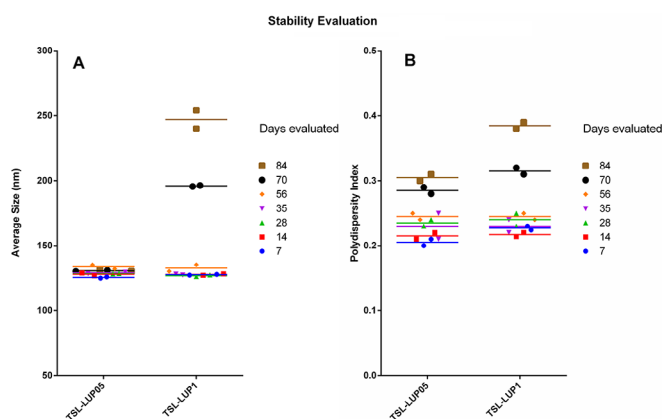 Stability Evaluation
A
Average Size (nm)
300
250
200
150
100
50
TSL-LUP05
TSL-LUP1
Days evaluated
84
70
56
35
28
14
7
B
Polydispersity Index
0.5
0.4
0.3
0.2
0.1
0.0
TSL-LUP05
TSL-LUP1
Days evaluated
84
70
56
35
28
14
7